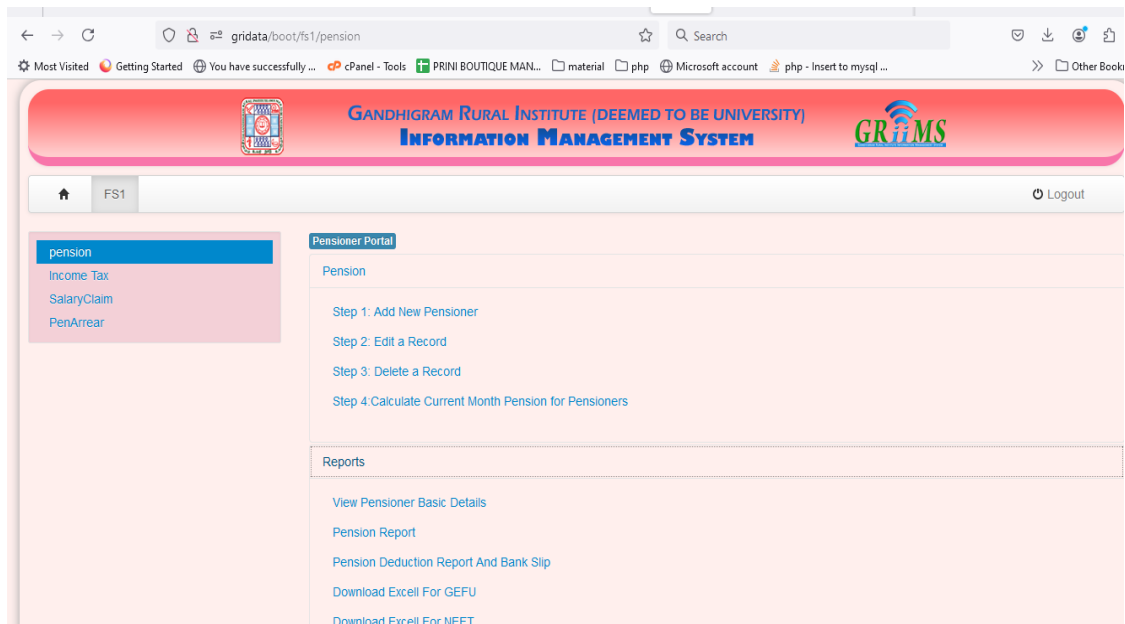 gridata/boot/fs1/pension
Search
Most Visited Getting Started You have successfully ... cPanel - Tools PRINI BOUTIQUE MAN... material php Microsoft account php - Insert to mysql ... Other Book
GANDHIGRAM RURAL INSTITUTE (DEEMED TO BE UNIVERSITY)
INFORMATION MANAGEMENT SYSTEM
GRiiMS
FS1
Logout
pension
Income Tax
SalaryClaim
PenArrear
Pensioner Portal
Pension
Step 1: Add New Pensioner
Step 2: Edit a Record
Step 3: Delete a Record
Step 4:Calculate Current Month Pension for Pensioners
Reports
View Pensioner Basic Details
Pension Report
Pension Deduction Report And Bank Slip
Download Excell For GEFU
Download Excell For NEFT